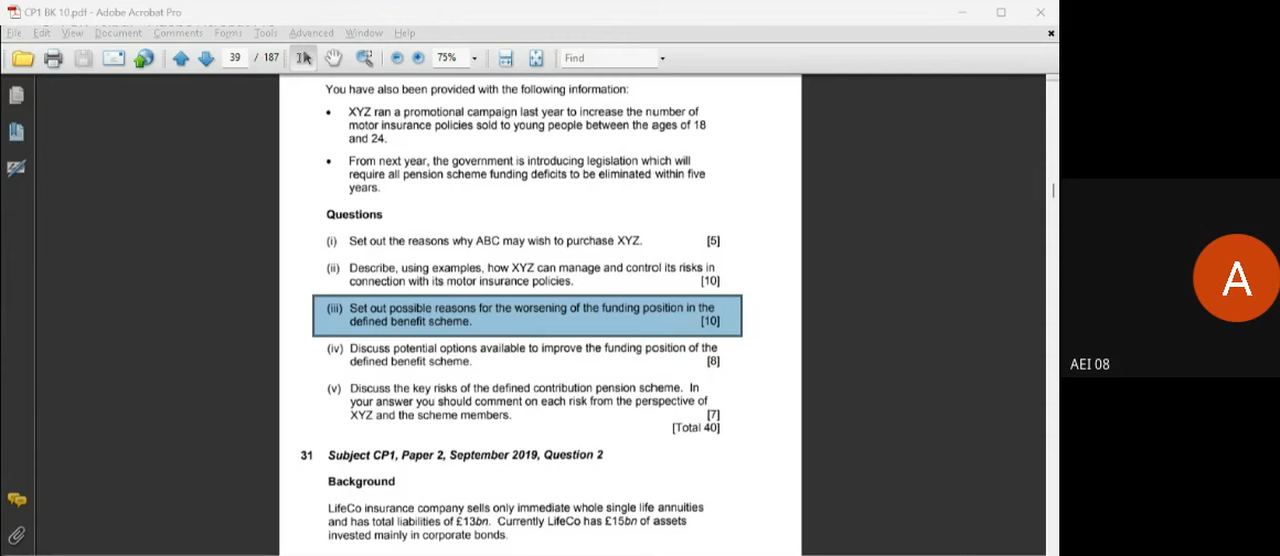 CP1 BK 10.pdf - Adobe Acrobat Pro
File Edit View Document Comments Forms Tools Advanced Window Help
39 / 187 75% Find
You have also been provided with the following information:
• XYZ ran a promotional campaign last year to increase the number of
motor insurance policies sold to young people between the ages of 18
and 24.
• From next year, the government is introducing legislation which will
require all pension scheme funding deficits to be eliminated within five
years.
Questions
(i) Set out the reasons why ABC may wish to purchase XYZ. [5]
(ii) Describe, using examples, how XYZ can manage and control its risks in
connection with its motor insurance policies. [10]
(iii) Set out possible reasons for the worsening of the funding position in the
defined benefit scheme. [10]
(iv) Discuss potential options available to improve the funding position of the
defined benefit scheme. [8]
(v) Discuss the key risks of the defined contribution pension scheme. In
your answer you should comment on each risk from the perspective of
XYZ and the scheme members. [7]
[Total 40]
31 Subject CP1, Paper 2, September 2019, Question 2
Background
LifeCo insurance company sells only immediate whole single life annuities
and has total liabilities of £13bn. Currently LifeCo has £15bn of assets
invested mainly in corporate bonds.
A
AEI 08